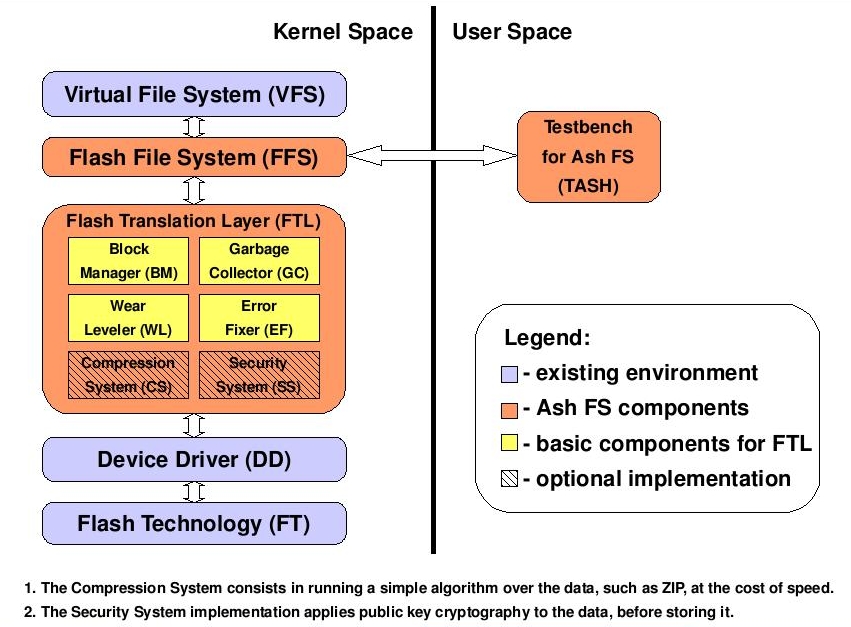 Kernel Space
User Space
Virtual File System (VFS)
Flash File System (FFS)
Testbench
for Ash FS
(TASH)
Flash Translation Layer (FTL)
Block
Manager (BM)
Garbage
Collector (GC)
Wear
Leveler (WL)
Error
Fixer (EF)
Compression
System (CS)
Security
System (SS)
Device Driver (DD)
Flash Technology (FT)
Legend:
- existing environment
- Ash FS components
- basic components for FTL
- optional implementation
1. The Compression System consists in running a simple algorithm over the data, such as ZIP, at the cost of speed.
2. The Security System implementation applies public key cryptography to the data, before storing it.